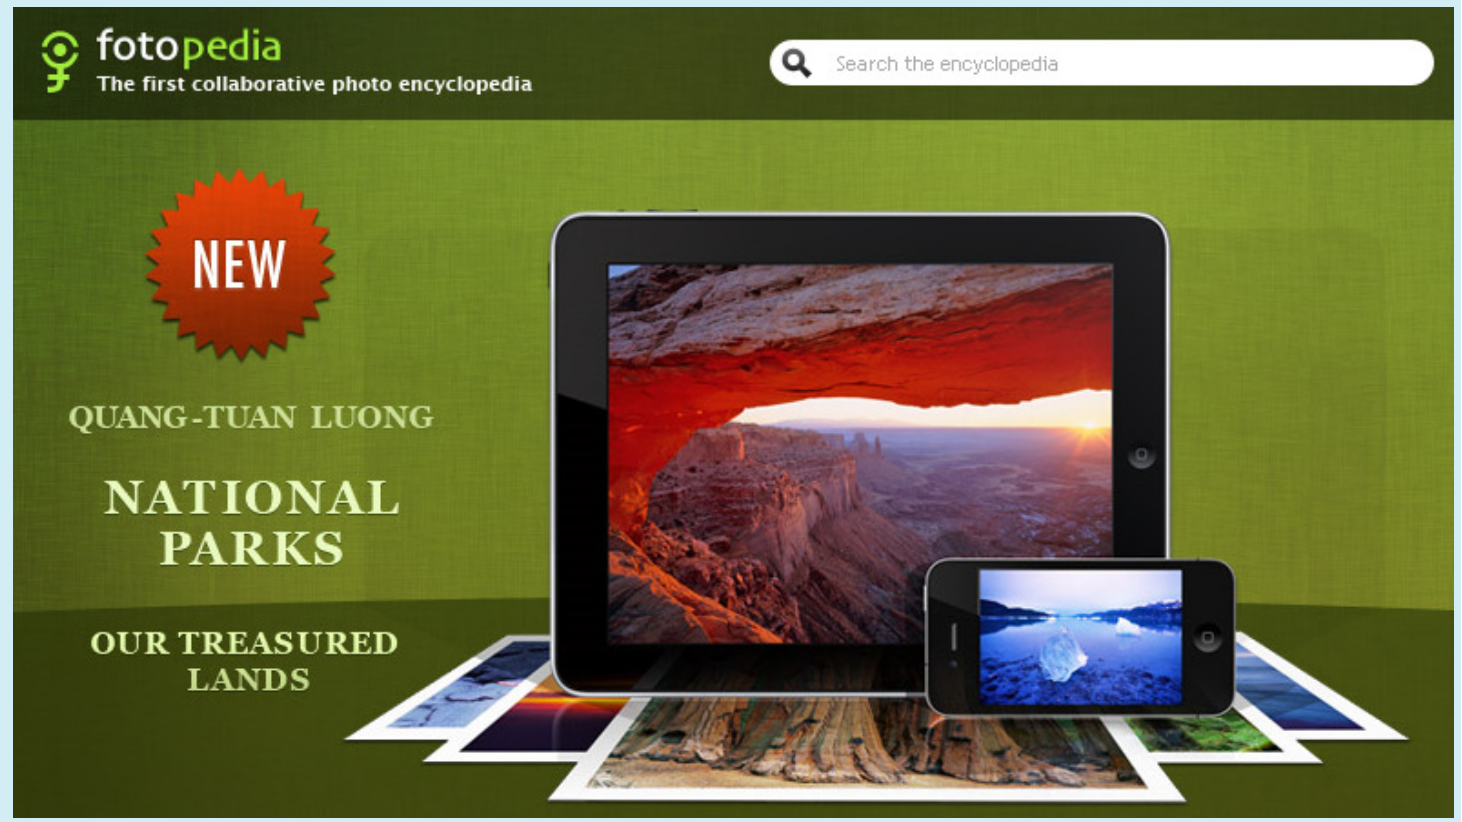 fotopedia
The first collaborative photo encyclopedia
Search the encyclopedia
NEW
QUANG-TUAN LUONG
NATIONAL
PARKS
OUR TREASURED
LANDS